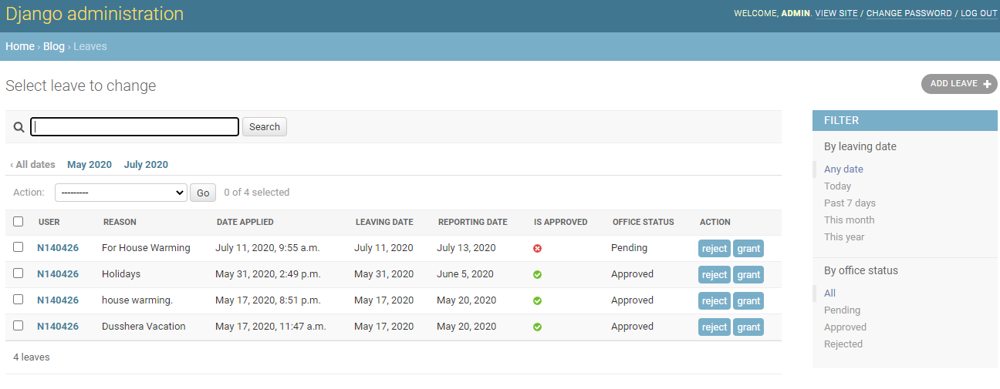 Django administration
WELCOME, ADMIN. VIEW SITE / CHANGE PASSWORD / LOG OUT
Home › Blog › Leaves
Select leave to change
ADD LEAVE +
Search
‹ All dates May 2020 July 2020
Action: --------- Go 0 of 4 selected
USER REASON DATE APPLIED LEAVING DATE REPORTING DATE IS APPROVED OFFICE STATUS ACTION
N140426 For House Warming July 11, 2020, 9:55 a.m. July 11, 2020 July 13, 2020 Pending reject grant
N140426 Holidays May 31, 2020, 2:49 p.m. May 31, 2020 June 5, 2020 Approved reject grant
N140426 house warming. May 17, 2020, 8:51 p.m. May 17, 2020 May 20, 2020 Approved reject grant
N140426 Dusshera Vacation May 17, 2020, 11:47 a.m. May 17, 2020 May 20, 2020 Approved reject grant
4 leaves
FILTER
By leaving date
Any date
Today
Past 7 days
This month
This year
By office status
All
Pending
Approved
Rejected